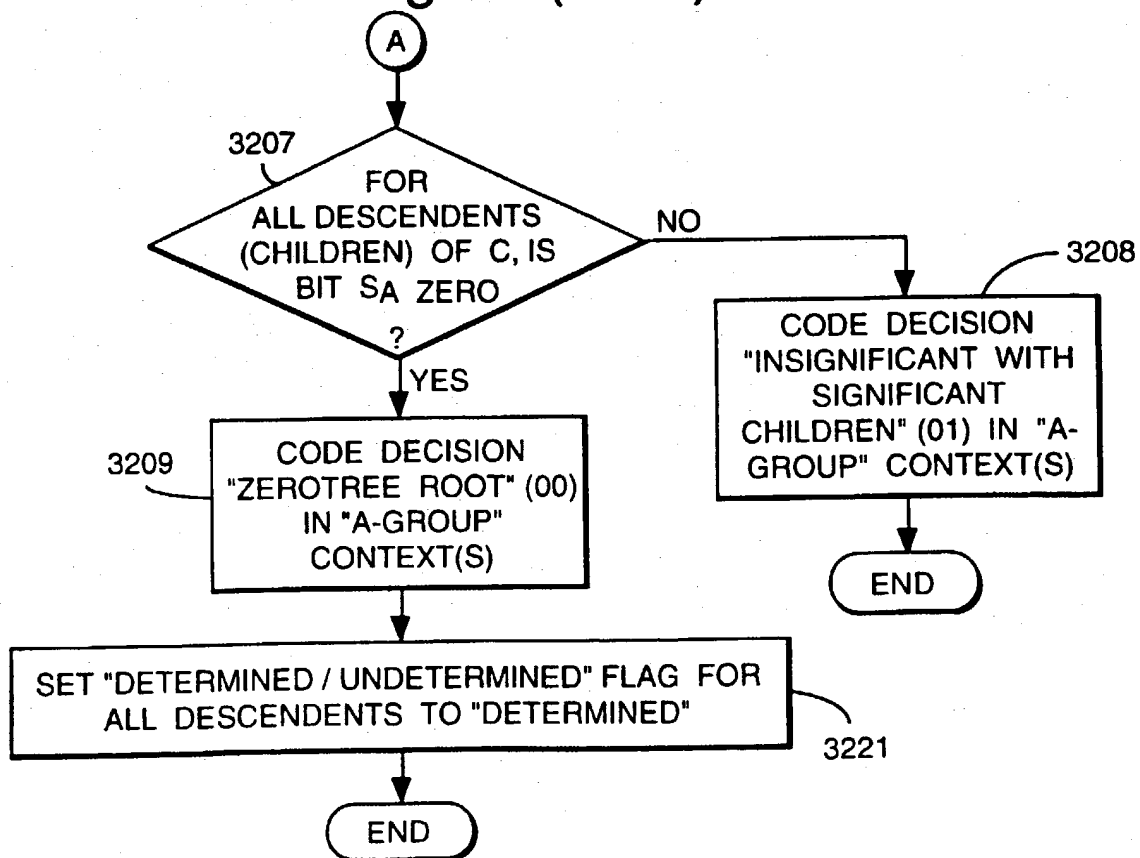 A
3207
FOR
ALL DESCENDENTS
(CHILDREN) OF C, IS
BIT SA ZERO
?
NO
YES
3208
CODE DECISION
"INSIGNIFICANT WITH
SIGNIFICANT
CHILDREN" (01) IN "A-
GROUP" CONTEXT(S)
END
3209
CODE DECISION
"ZEROTREE ROOT" (00)
IN "A-GROUP"
CONTEXT(S)
SET "DETERMINED / UNDETERMINED" FLAG FOR
ALL DESCENDENTS TO "DETERMINED"
3221
END